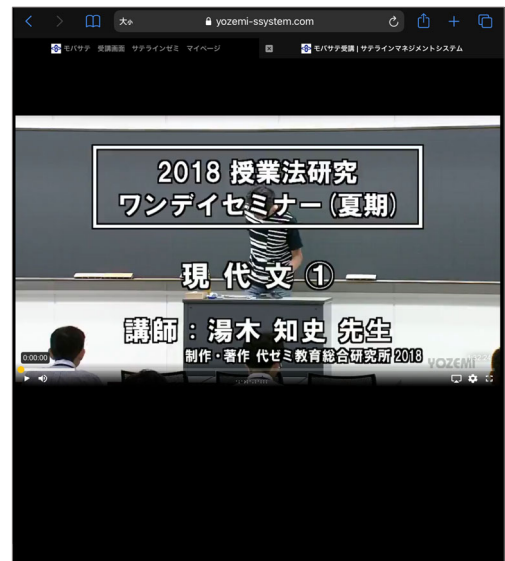 大小 yozemi-ssystem.com
モバサテ 受講画面 サテラインゼミ マイページ
モバサテ受講 | サテラインマネジメントシステム
2018 授業法研究
ワンデイセミナー(夏期)
現代文①
講師:湯木 知史 先生
制作・著作 代ゼミ教育総合研究所 2018
YOZEMI
0:00:00